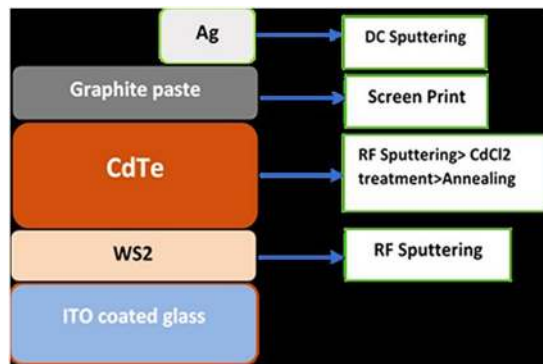 Ag
DC Sputtering
Graphite paste
Screen Print
CdTe
RF Sputtering> CdCl2
treatment>Annealing
WS2
RF Sputtering
ITO coated glass